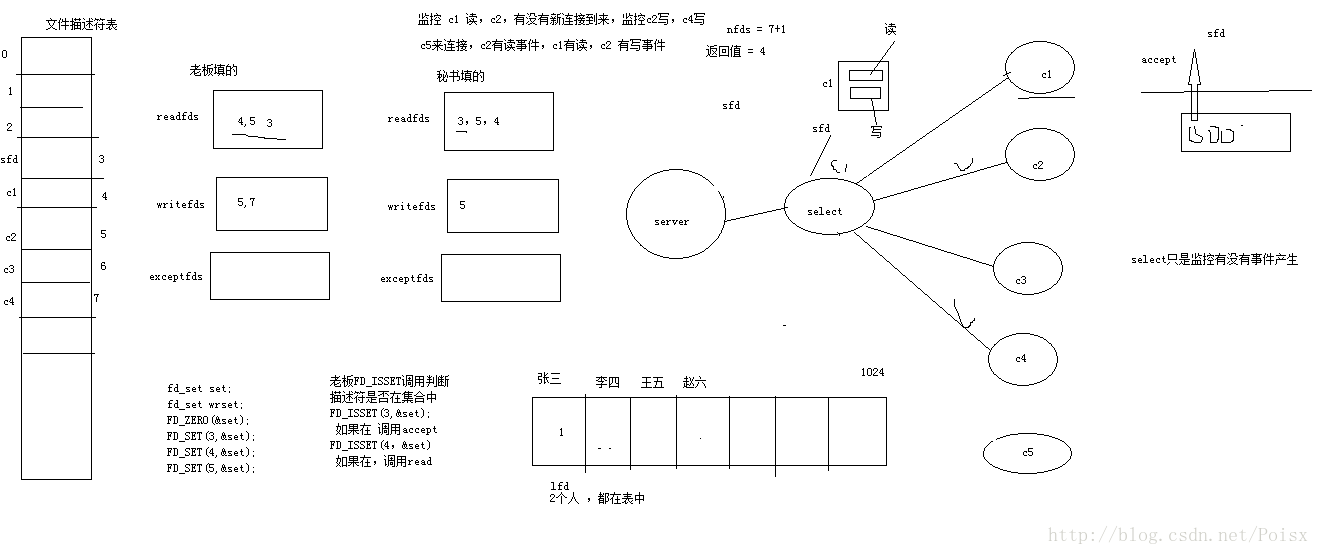 文件描述符表
0
1
2
sfd 3
c1 4
c2 5
c3 6
c4 7
监控 c1 读，c2，有没有新连接到来，监控c2写，c4写
c5来连接，c2有读事件，c1有读，c2 有写事件
nfds = 7+1
返回值 = 4
老板填的
readfds
4,5 3
writefds
5,7
exceptfds
秘书填的
readfds
3，5，4
writefds
5
exceptfds
读
c1
写
sfd
sfd
server
select
c1
c2
c3
c4
c5
sfd
accept
select只是监控有没有事件产生
fd_set set;
fd_set wrset;
FD_ZERO(&set);
FD_SET(3,&set);
FD_SET(4,&set);
FD_SET(5,&set);
老板FD_ISSET调用判断
描述符是否在集合中
FD_ISSET(3,&set);
如果在 调用accept
FD_ISSET(4，&set)
如果在，调用read
张三 李四 王五 赵六 1024
1
lfd
2个人 ，都在表中
http://blog.csdn.net/Poisx